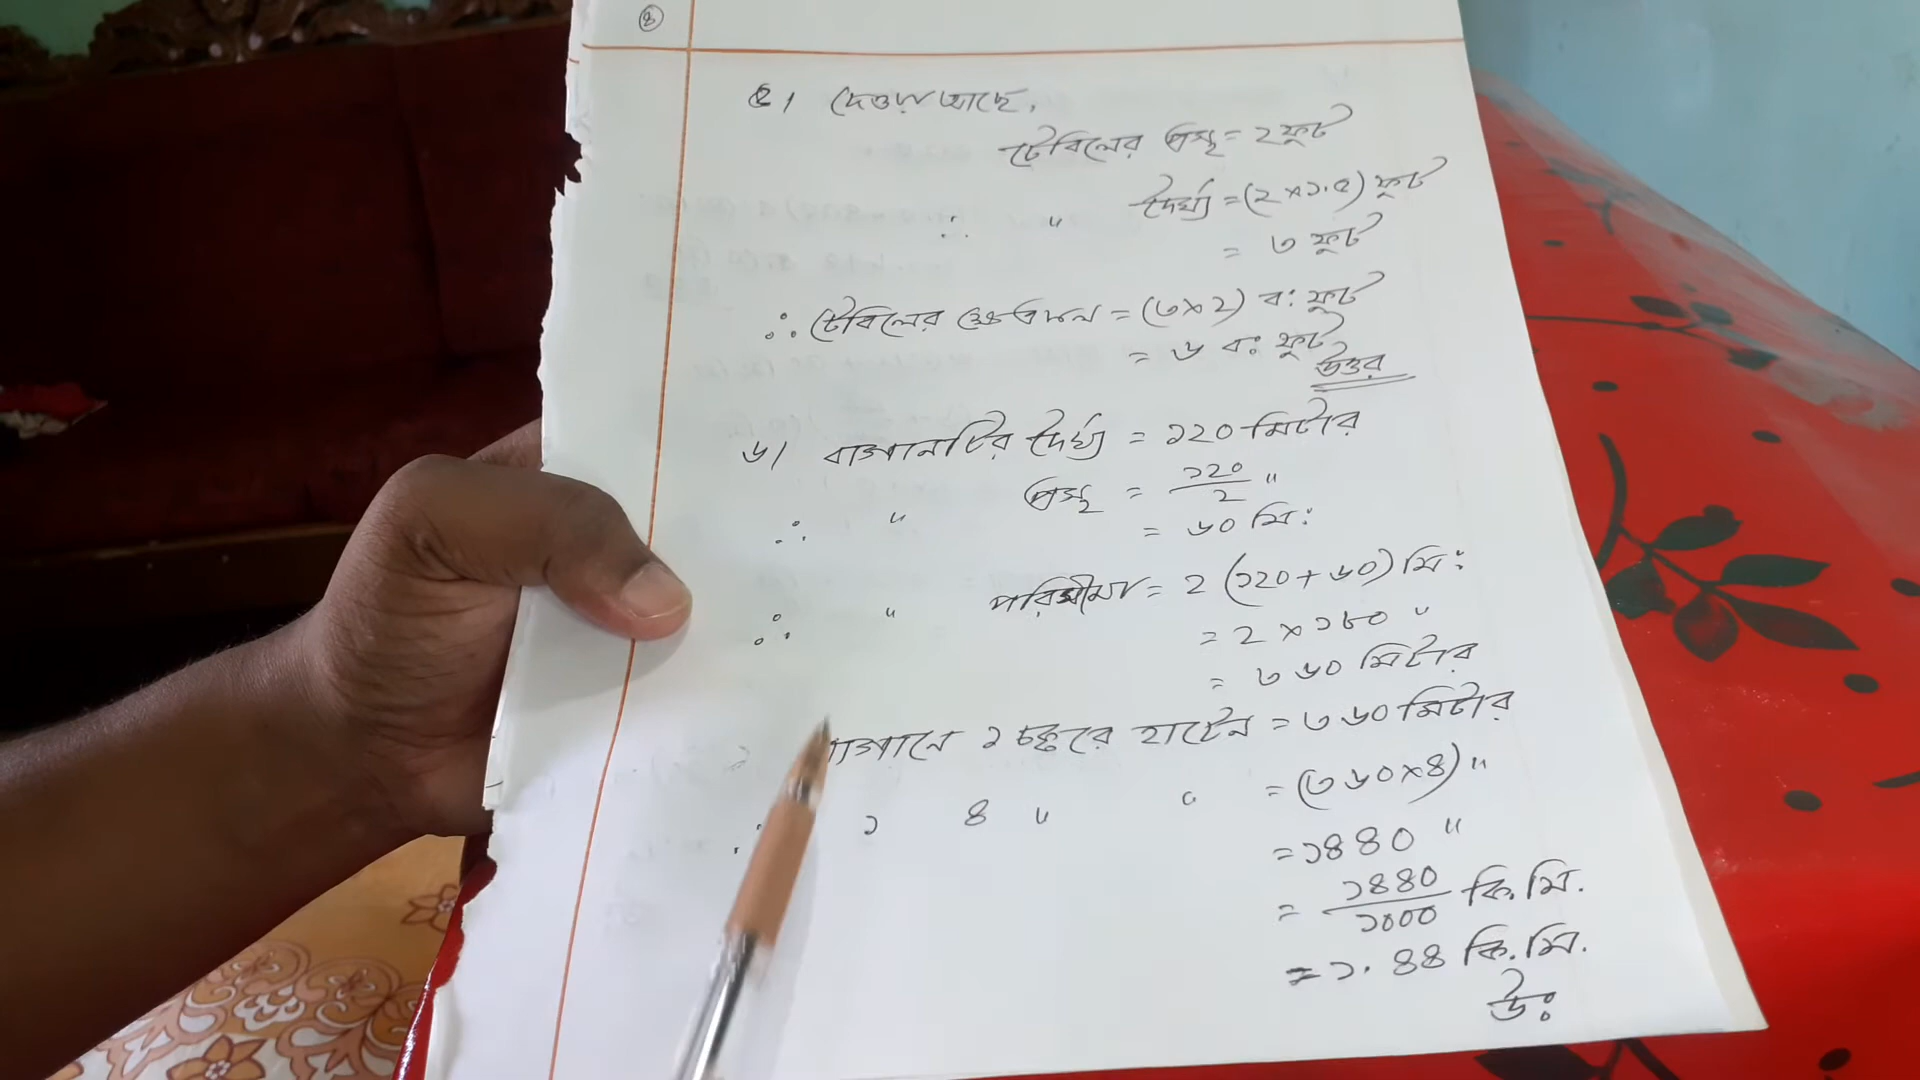 ৪
৫। দেওয়া আছে,
টেবিলের প্রস্থ = ২ ফুট
∴ " দৈর্ঘ্য = (২×১.৫) ফুট
= ৩ ফুট
∴ টেবিলের ক্ষেত্রফল = (৩×২) ব: ফুট
= ৬ ব: ফুট
উত্তর
৬। বাগানটির দৈর্ঘ্য = ১২০ মিটার
∴ " প্রস্থ = ১২০/২ "
= ৬০ মি:
∴ " পরিসীমা = ২ (১২০+৬০) মি:
= ২×১৮০ "
= ৩৬০ মিটার
১ চক্করে হাটেন = ৩৬০ মিটার
∴ ১ ৪ " " = (৩৬০×৪) "
= ১৪৪০ "
= ১৪৪০/১০০০ কি.মি.
= ১.৪৪ কি.মি.
উ: